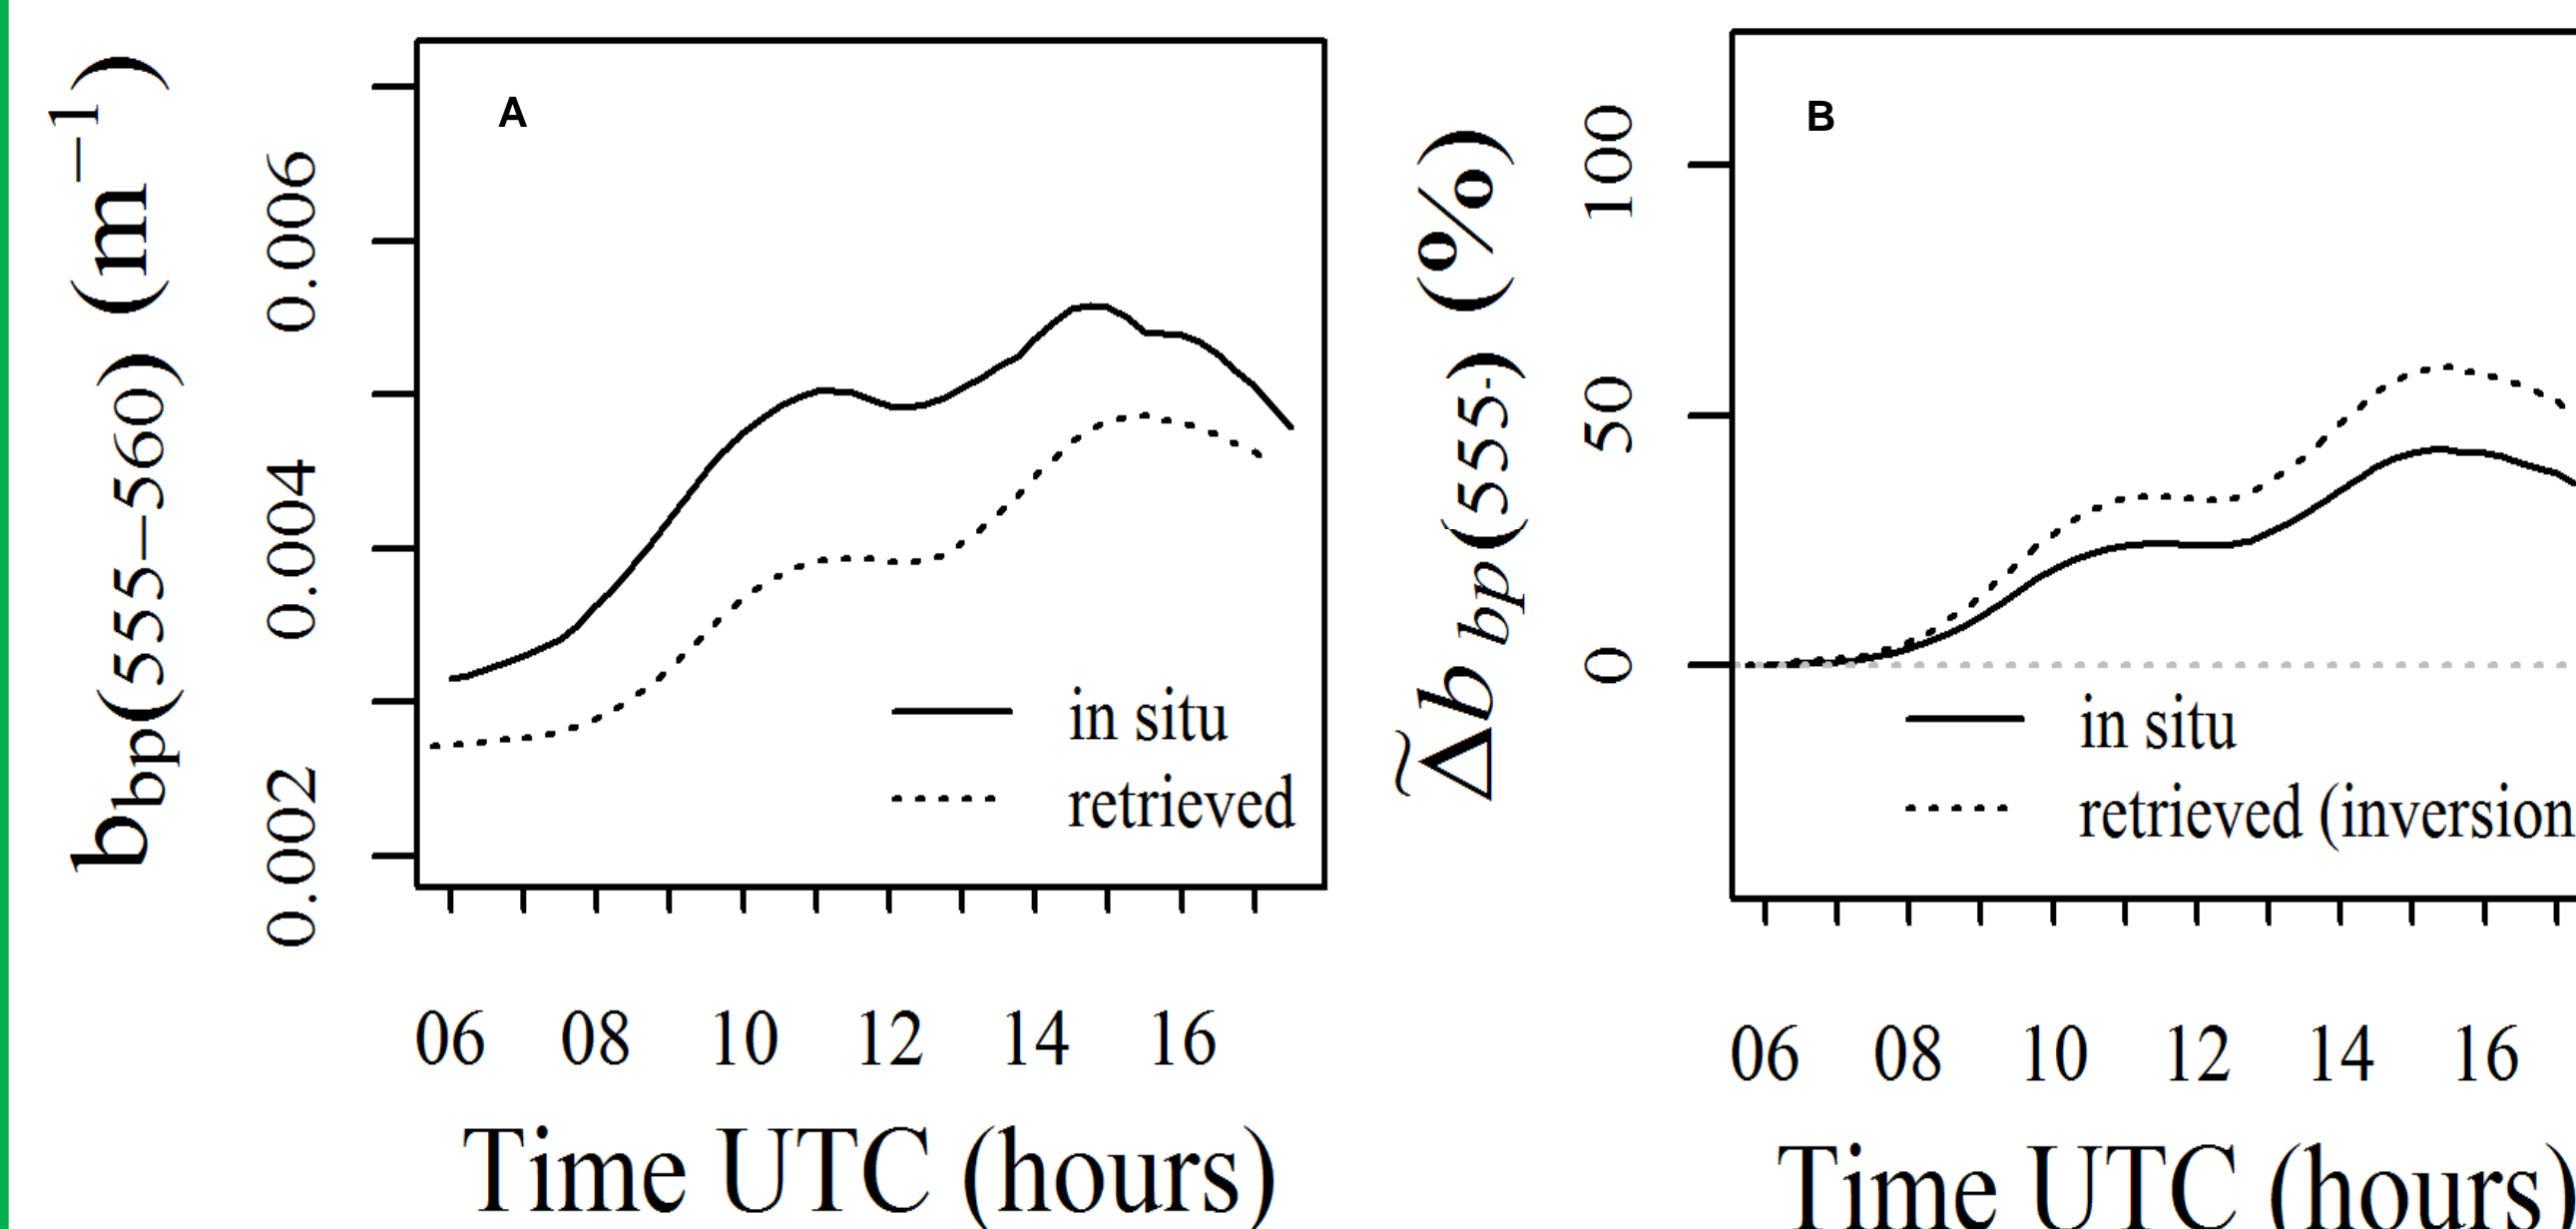 A
b_bp(555–560) (m⁻¹)
0.006
0.004
0.002
in situ
retrieved
06 08 10 12 14 16
Time UTC (hours)
B
Δ̃b bp(555-) (%)
100
50
0
in situ
retrieved (inversion
06 08 10 12 14 16
Time UTC (hours)